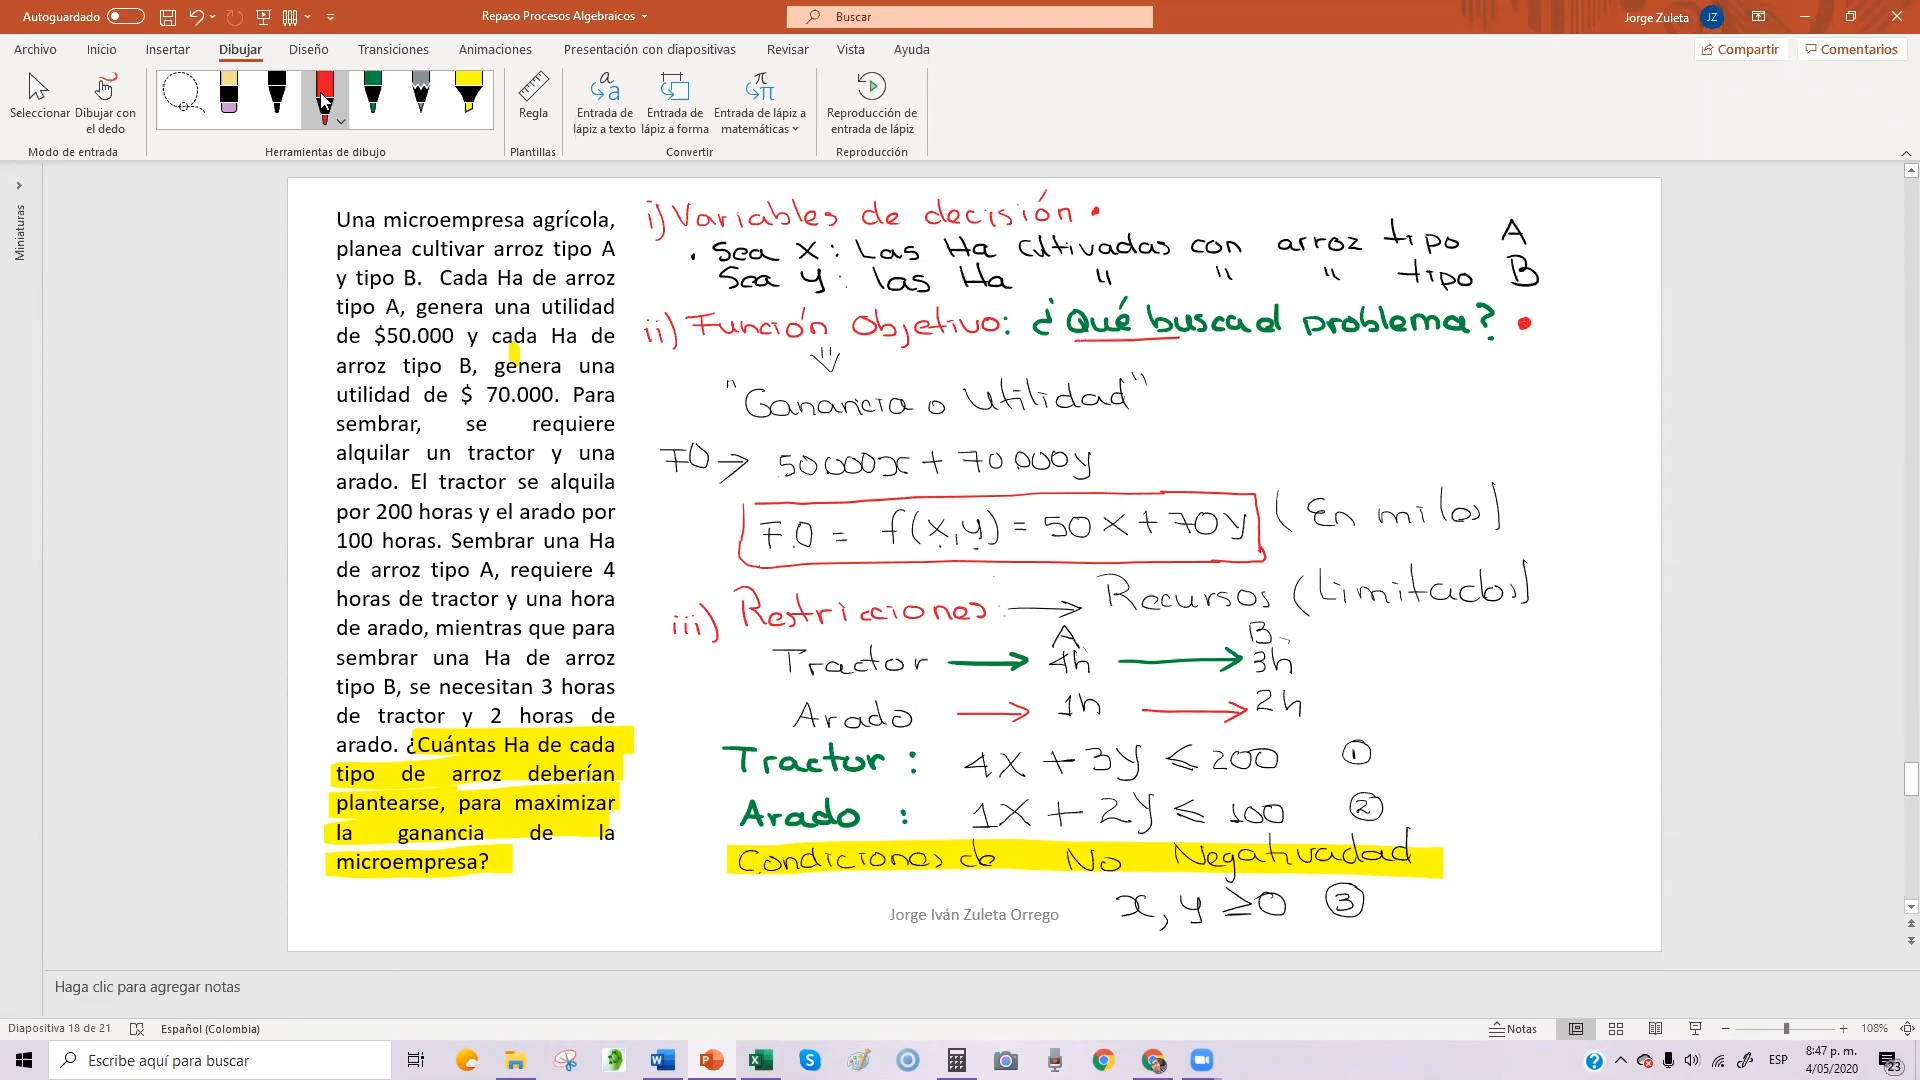 Autoguardado
Repaso Procesos Algebraicos
Buscar
Jorge Zuleta
JZ
Archivo
Inicio
Insertar
Dibujar
Diseño
Transiciones
Animaciones
Presentación con diapositivas
Revisar
Vista
Ayuda
Compartir
Comentarios
Seleccionar
Dibujar con el dedo
Regla
Entrada de lápiz a texto
Entrada de lápiz a forma
Entrada de lápiz a matemáticas
Reproducción de entrada de lápiz
Modo de entrada
Herramientas de dibujo
Plantillas
Convertir
Reproducción
Miniaturas
Una microempresa agrícola,
planea cultivar arroz tipo A
y tipo B. Cada Ha de arroz
tipo A, genera una utilidad
de $50.000 y cada Ha de
arroz tipo B, genera una
utilidad de $ 70.000. Para
sembrar, se requiere
alquilar un tractor y una
arado. El tractor se alquila
por 200 horas y el arado por
100 horas. Sembrar una Ha
de arroz tipo A, requiere 4
horas de tractor y una hora
de arado, mientras que para
sembrar una Ha de arroz
tipo B, se necesitan 3 horas
de tractor y 2 horas de
arado. ¿Cuántas Ha de cada
tipo de arroz deberían
plantearse, para maximizar
la ganancia de la
microempresa?
i) Variables de decisión.
. Sea X: Las Ha cultivadas con arroz tipo A
Sea Y: las Ha " " " tipo B
ii) Función Objetivo: ¿Qué busca el problema?
"Ganancia o Utilidad"
FO → 50000x + 70000y
F.O = f(x,y) = 50X + 70Y (En miles)
iii) Restricciones: → Recursos (Limitados)
A B
Tractor → 4h → 3h
Arado → 1h → 2h
Tractor: 4X + 3Y ≤ 200 ①
Arado: 1X + 2Y ≤ 100 ②
Condiciones de No Negatividad
x, y ≥ 0 ③
Jorge Iván Zuleta Orrego
Haga clic para agregar notas
Diapositiva 18 de 21
Español (Colombia)
Notas
108%
Escribe aquí para buscar
ESP
8:47 p. m.
4/05/2020
23